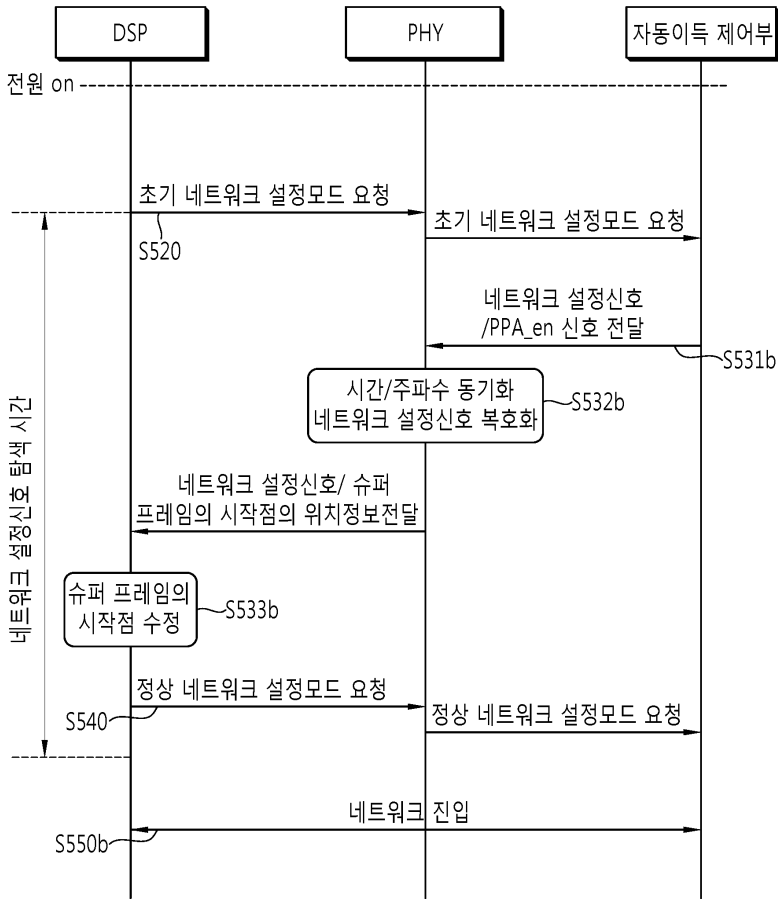 DSP
PHY
자동이득 제어부
전원 on
초기 네트워크 설정모드 요청
S520
초기 네트워크 설정모드 요청
네트워크 설정신호
/PPA_en 신호 전달
S531b
시간/주파수 동기화
네트워크 설정신호 복호화
S532b
네트워크 설정신호/ 슈퍼
프레임의 시작점의 위치정보전달
네트워크 설정신호 탐색 시간
슈퍼 프레임의
시작점 수정
S533b
정상 네트워크 설정모드 요청
S540
정상 네트워크 설정모드 요청
네트워크 진입
S550b